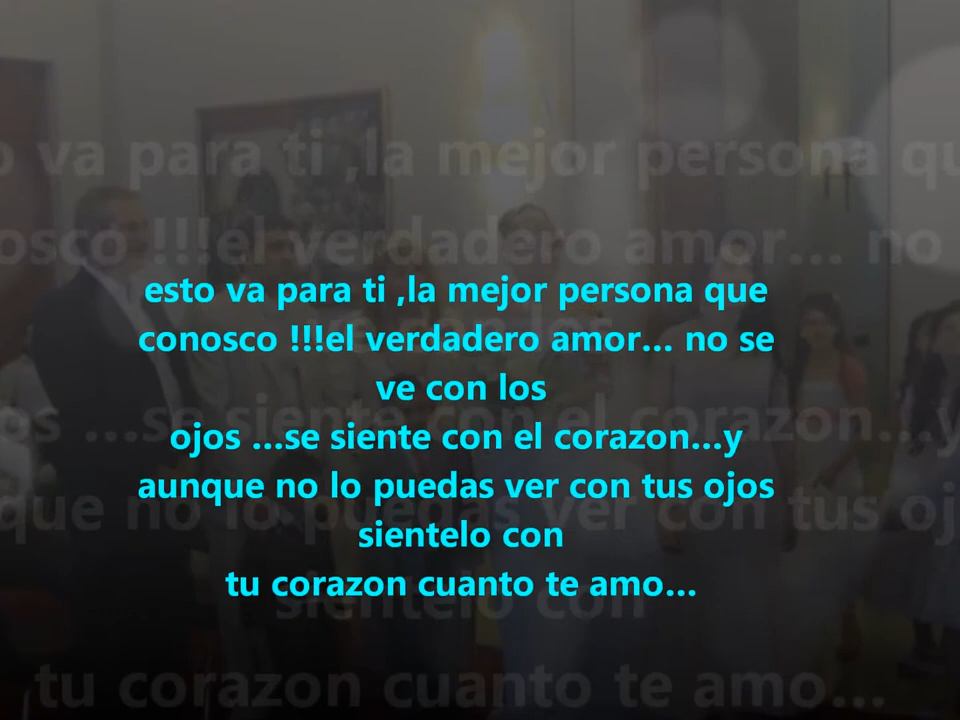 esto va para ti ,la mejor persona que
conosco !!!el verdadero amor... no se
ve con los
ojos ...se siente con el corazon...y
aunque no lo puedas ver con tus ojos
sientelo con
tu corazon cuanto te amo...